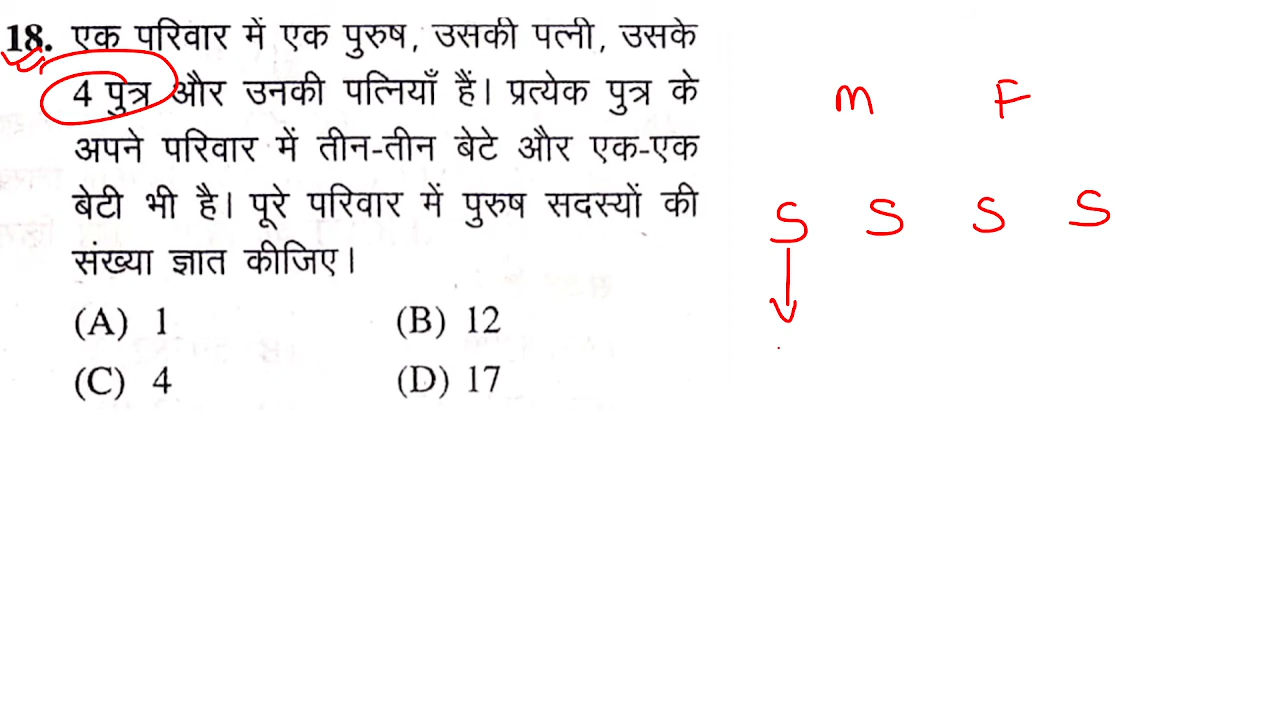 18. एक परिवार में एक पुरुष, उसकी पत्नी, उसके
4 पुत्र और उनकी पत्नियाँ हैं। प्रत्येक पुत्र के
अपने परिवार में तीन-तीन बेटे और एक-एक
बेटी भी है। पूरे परिवार में पुरुष सदस्यों की
संख्या ज्ञात कीजिए।
(A) 1 (B) 12
(C) 4 (D) 17
m F
S S S S